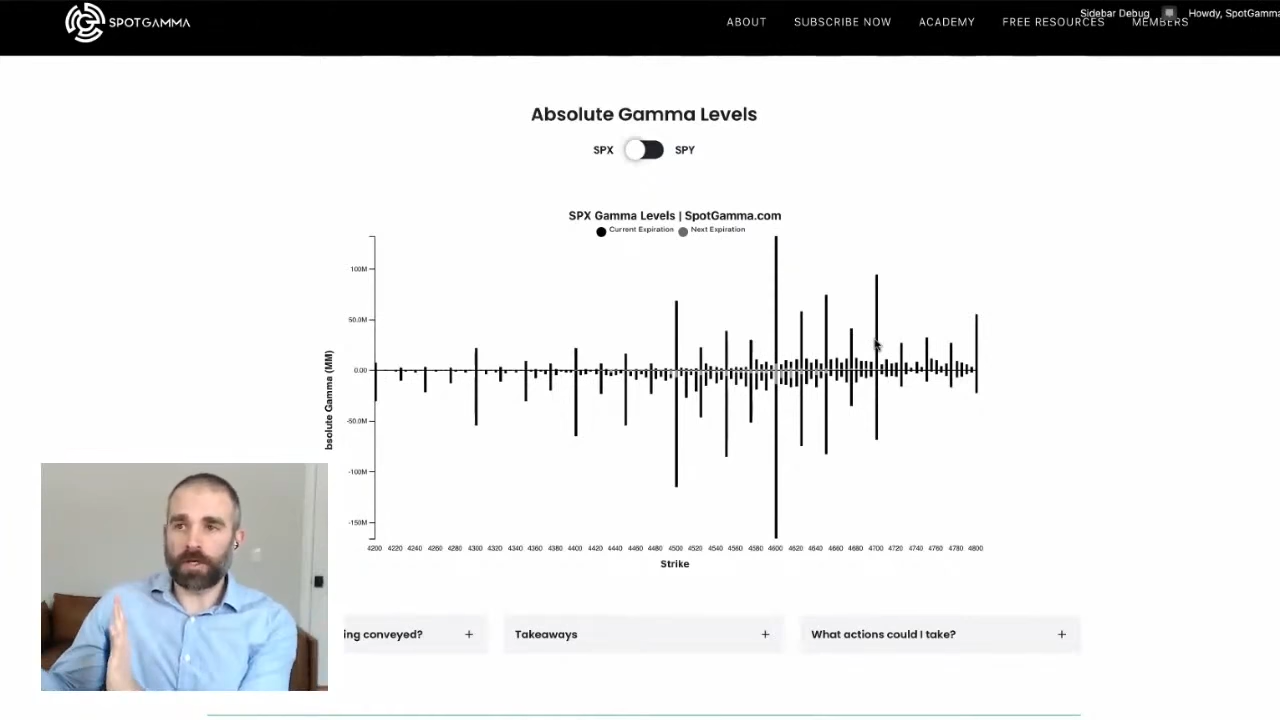 SPOTGAMMA
ABOUT SUBSCRIBE NOW ACADEMY FREE RESOURCES MEMBERS
Sidebar Debug Howdy, SpotGamma
Absolute Gamma Levels
SPX SPY
SPX Gamma Levels | SpotGamma.com
Current Expiration Next Expiration
100M
50.0M
0.00
-50.0M
-100M
-150M
bsolute Gamma (MM)
4200 4220 4240 4260 4280 4300 4320 4340 4360 4380 4400 4420 4440 4460 4480 4500 4520 4540 4560 4580 4600 4620 4640 4660 4680 4700 4720 4740 4760 4780 4800
Strike
ing conveyed? +
Takeaways +
What actions could I take? +